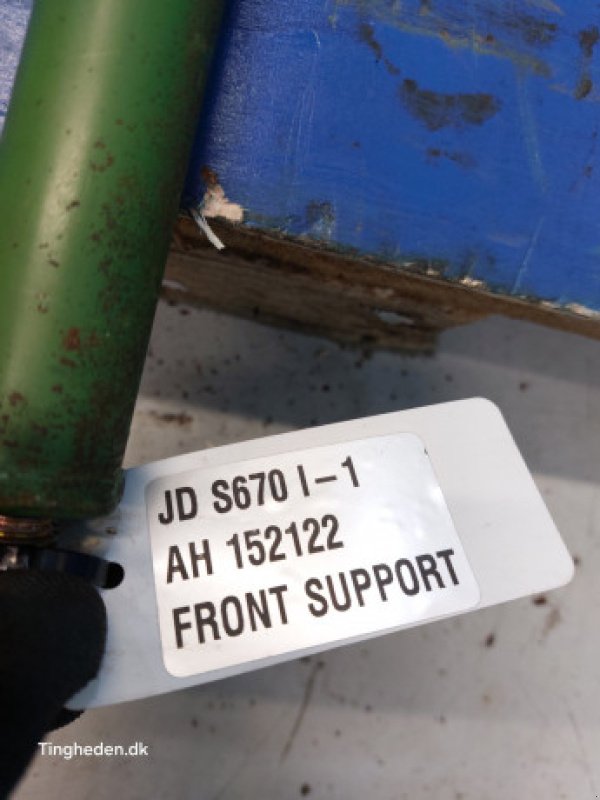 JD S670 I-1
AH 152122
FRONT SUPPORT
Tingheden.dk